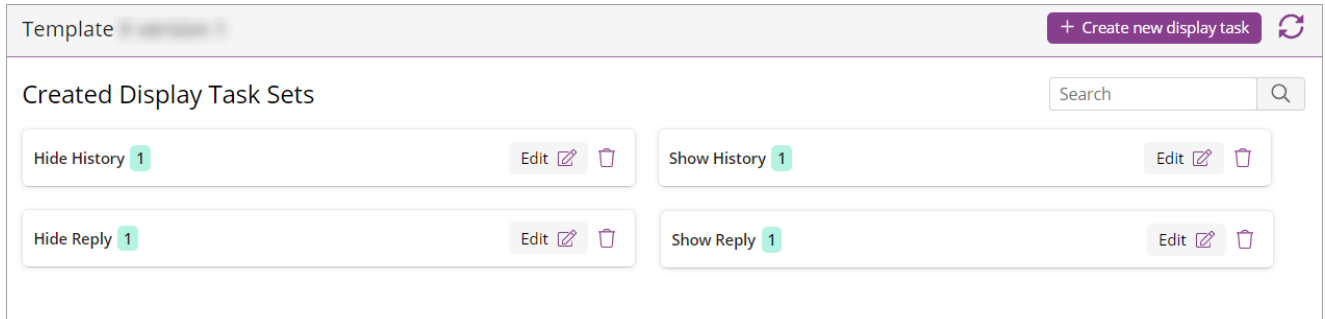 Template
+ Create new display task
Created Display Task Sets
Search
Hide History 1 Edit
Show History 1 Edit
Hide Reply 1 Edit
Show Reply 1 Edit